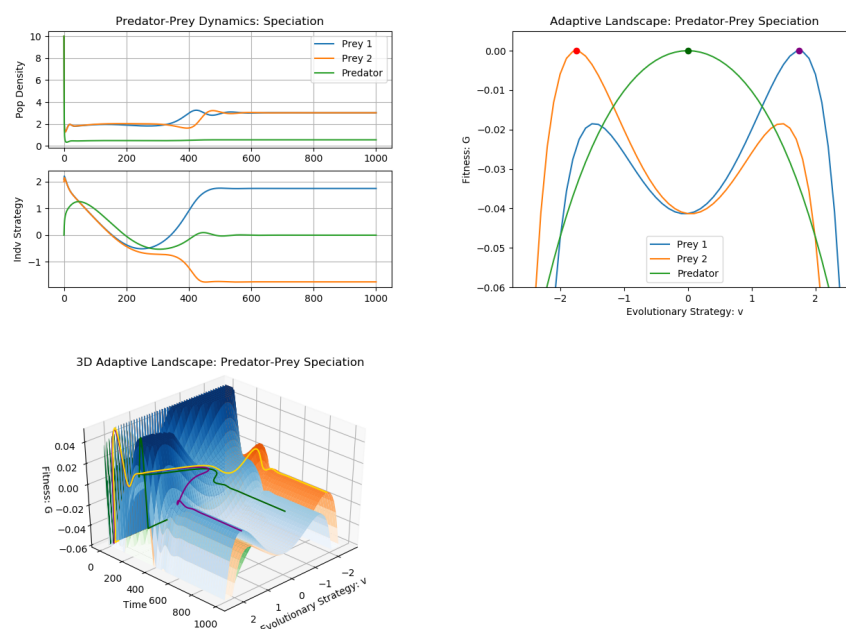 Predator-Prey Dynamics: Speciation
Pop Density
10
8
6
4
2
0
Prey 1
Prey 2
Predator
0 200 400 600 800 1000
Indv Strategy
2
1
0
−1
0 200 400 600 800 1000
Adaptive Landscape: Predator-Prey Speciation
Fitness: G
0.00
−0.01
−0.02
−0.03
−0.04
−0.05
−0.06
Prey 1
Prey 2
Predator
−2 −1 0 1 2
Evolutionary Strategy: v
3D Adaptive Landscape: Predator-Prey Speciation
Fitness: G
0.04
0.02
0.00
−0.02
−0.04
−0.06
0 200 400 600 800 1000
Time
2 1 0 −1 −2
Evolutionary Strategy: v